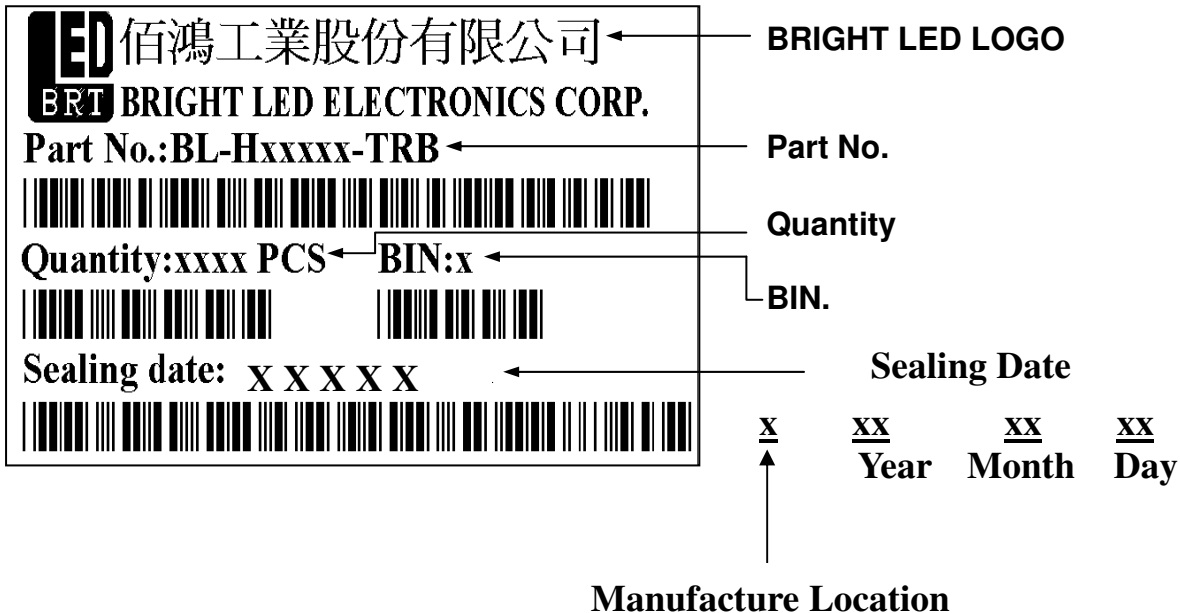 LED 佰鴻工業股份有限公司 BRIGHT LED LOGO
BRT BRIGHT LED ELECTRONICS CORP.
Part No.:BL-Hxxxxx-TRB Part No.
Quantity
Quantity:xxxx PCS BIN:x
BIN.
Sealing date: X X X X X Sealing Date
x xx xx xx
Year Month Day
Manufacture Location